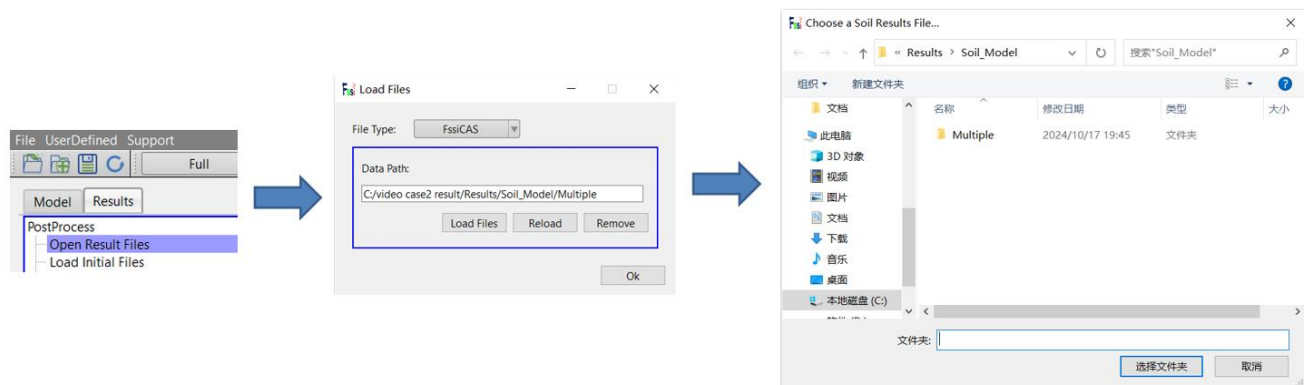 File UserDefined Support
Full
Model Results
PostProcess
Open Result Files
Load Initial Files
Fssi Load Files
File Type: FssiCAS
Data Path:
C:/video case2 result/Results/Soil_Model/Multiple
Load Files Reload Remove
Ok
Fssi Choose a Soil Results File...
« Results › Soil_Model
搜索"Soil_Model"
组织 新建文件夹
名称 修改日期 类型 大小
Multiple 2024/10/17 19:45 文件夹
文档
此电脑
3D 对象
视频
图片
文档
下载
音乐
桌面
本地磁盘 (C:)
文件夹:
选择文件夹 取消